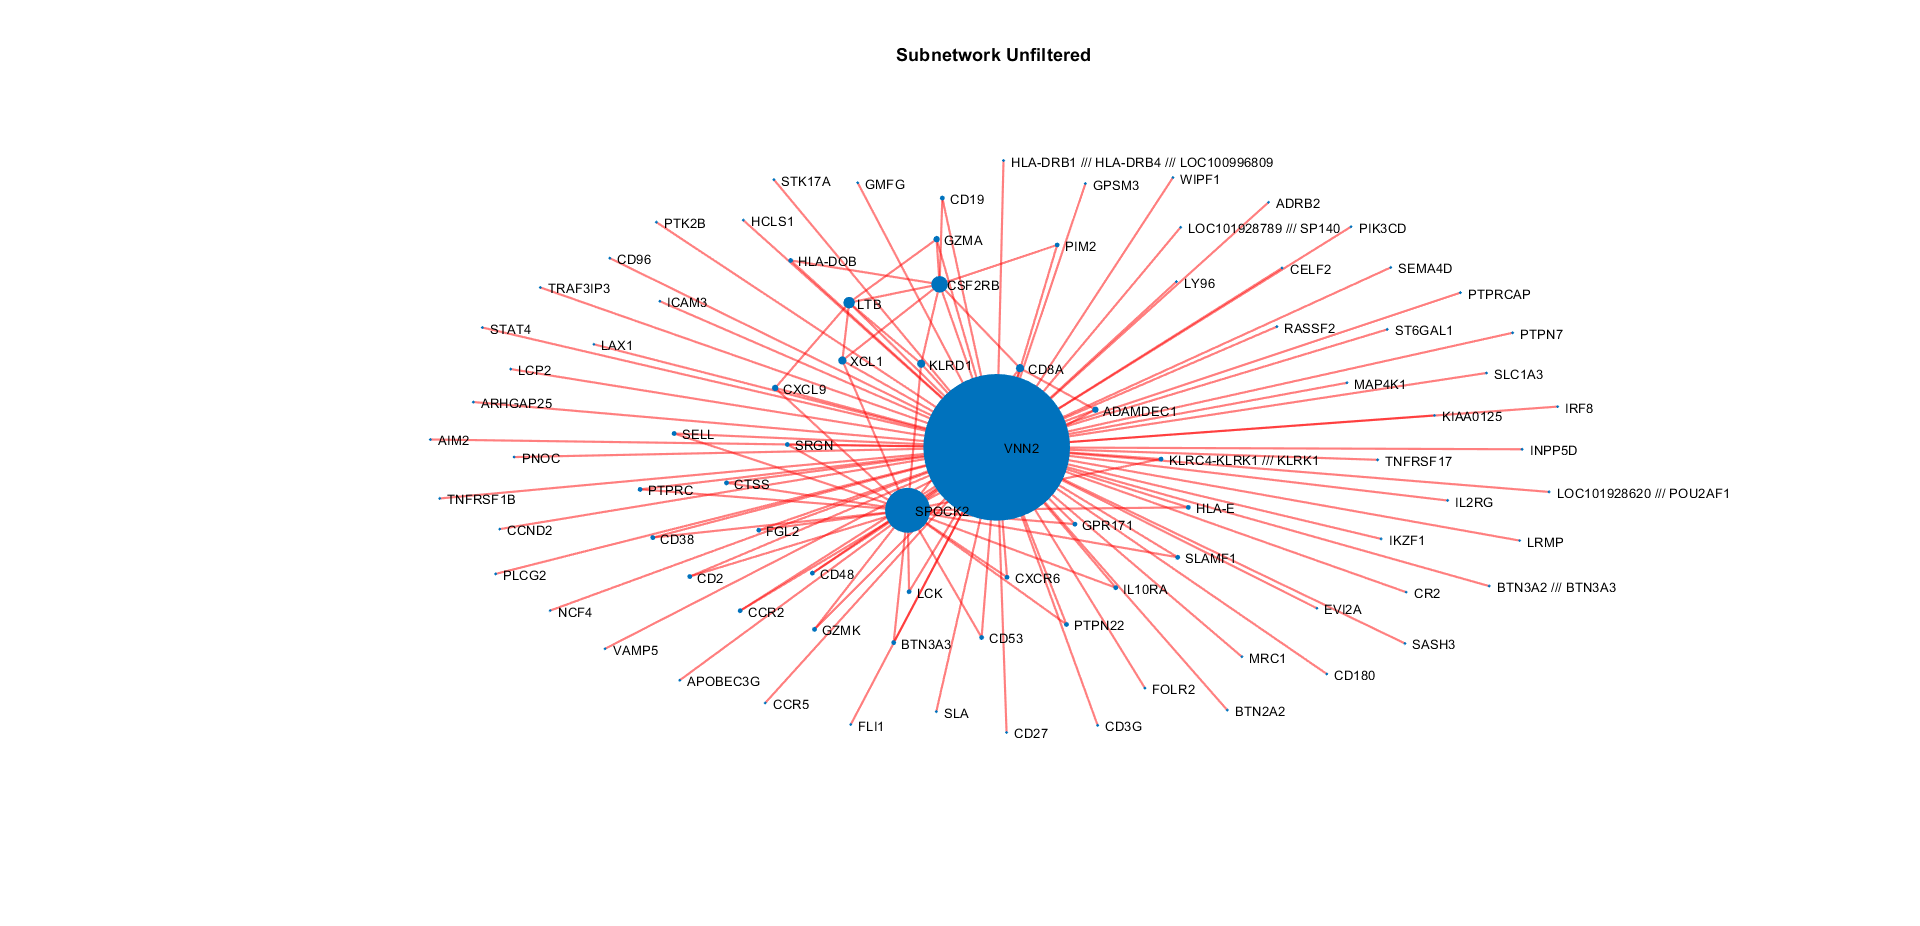 Subnetwork Unfiltered
HLA-DRB1 /// HLA-DRB4 /// LOC100996809
STK17A
GMFG
GPSM3
WIPF1
CD19
ADRB2
PTK2B
HCLS1
LOC101928789 /// SP140
PIK3CD
GZMA
PIM2
CD96
HLA-DOB
CELF2
SEMA4D
TRAF3IP3
CSF2RB
LY96
PTPRCAP
ICAM3
LTB
STAT4
RASSF2
ST6GAL1
PTPN7
LAX1
XCL1
KLRD1
CD8A
LCP2
SLC1A3
CXCL9
MAP4K1
ARHGAP25
ADAMDEC1
KIAA0125
IRF8
AIM2
SELL
SRGN
VNN2
PNOC
KLRC4-KLRK1 /// KLRK1
TNFRSF17
INPP5D
TNFRSF1B
PTPRC
CTSS
IL2RG
LOC101928620 /// POU2AF1
SPOCK2
HLA-E
CCND2
CD38
FGL2
GPR171
IKZF1
LRMP
SLAMF1
PLCG2
CD2
CD48
LCK
CXCR6
IL10RA
CR2
BTN3A2 /// BTN3A3
NCF4
CCR2
EVI2A
GZMK
PTPN22
VAMP5
BTN3A3
CD53
SASH3
MRC1
APOBEC3G
CD180
FOLR2
CCR5
SLA
BTN2A2
FLI1
CD27
CD3G